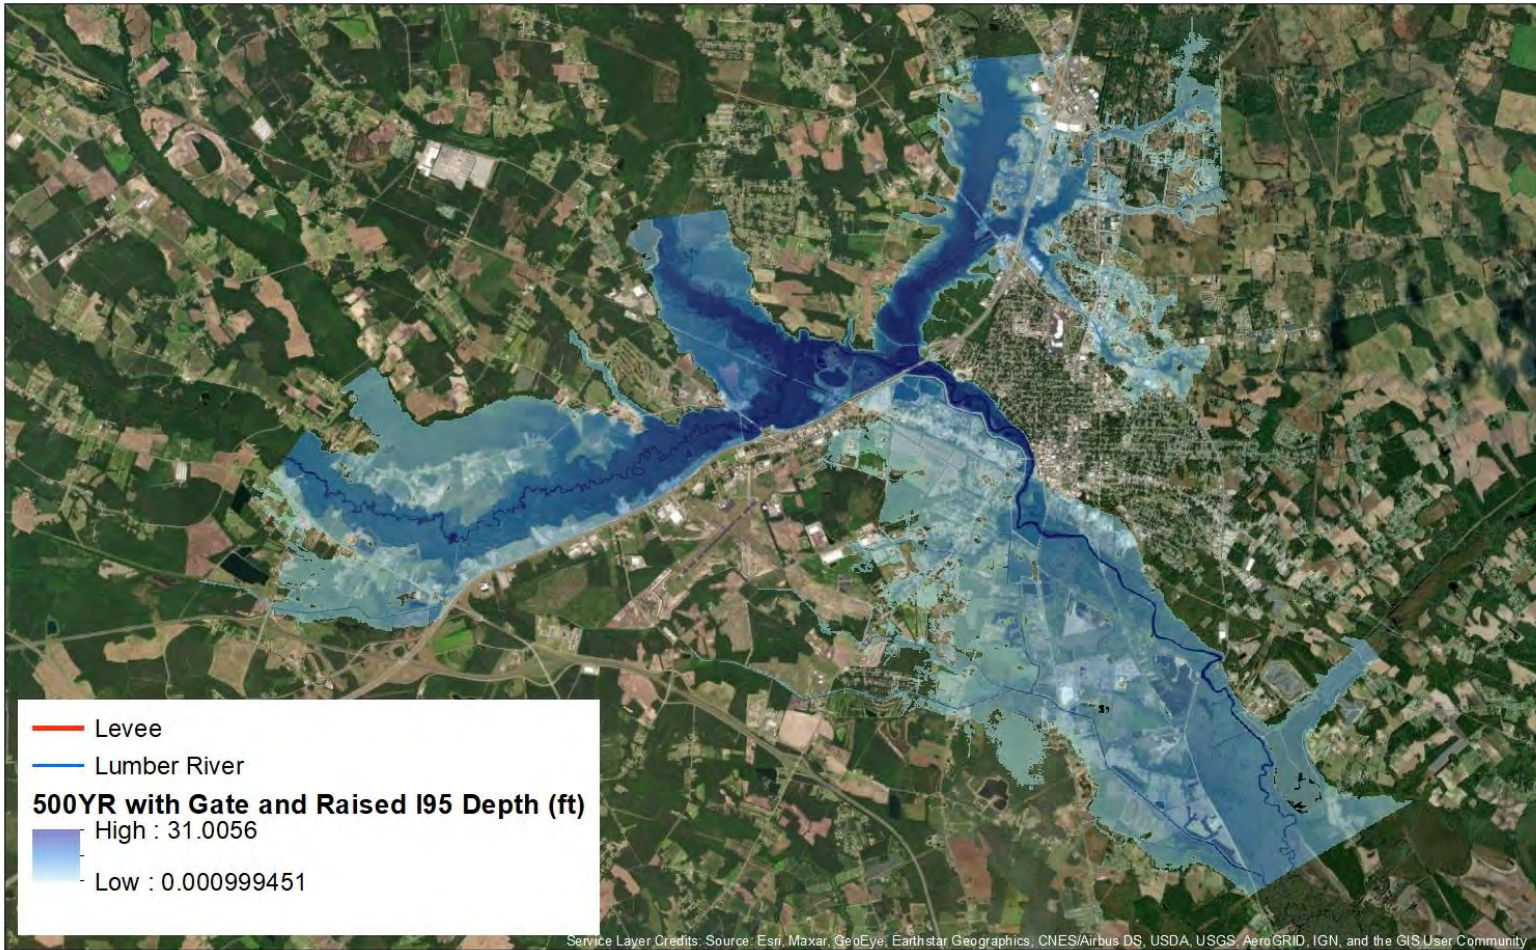 Levee
Lumber River
500YR with Gate and Raised I95 Depth (ft)
High : 31.0056
Low : 0.000999451
Service Layer Credits: Source: Esri, Maxar, GeoEye, Earthstar Geographics, CNES/Airbus DS, USDA, USGS, AeroGRID, IGN, and the GIS User Community